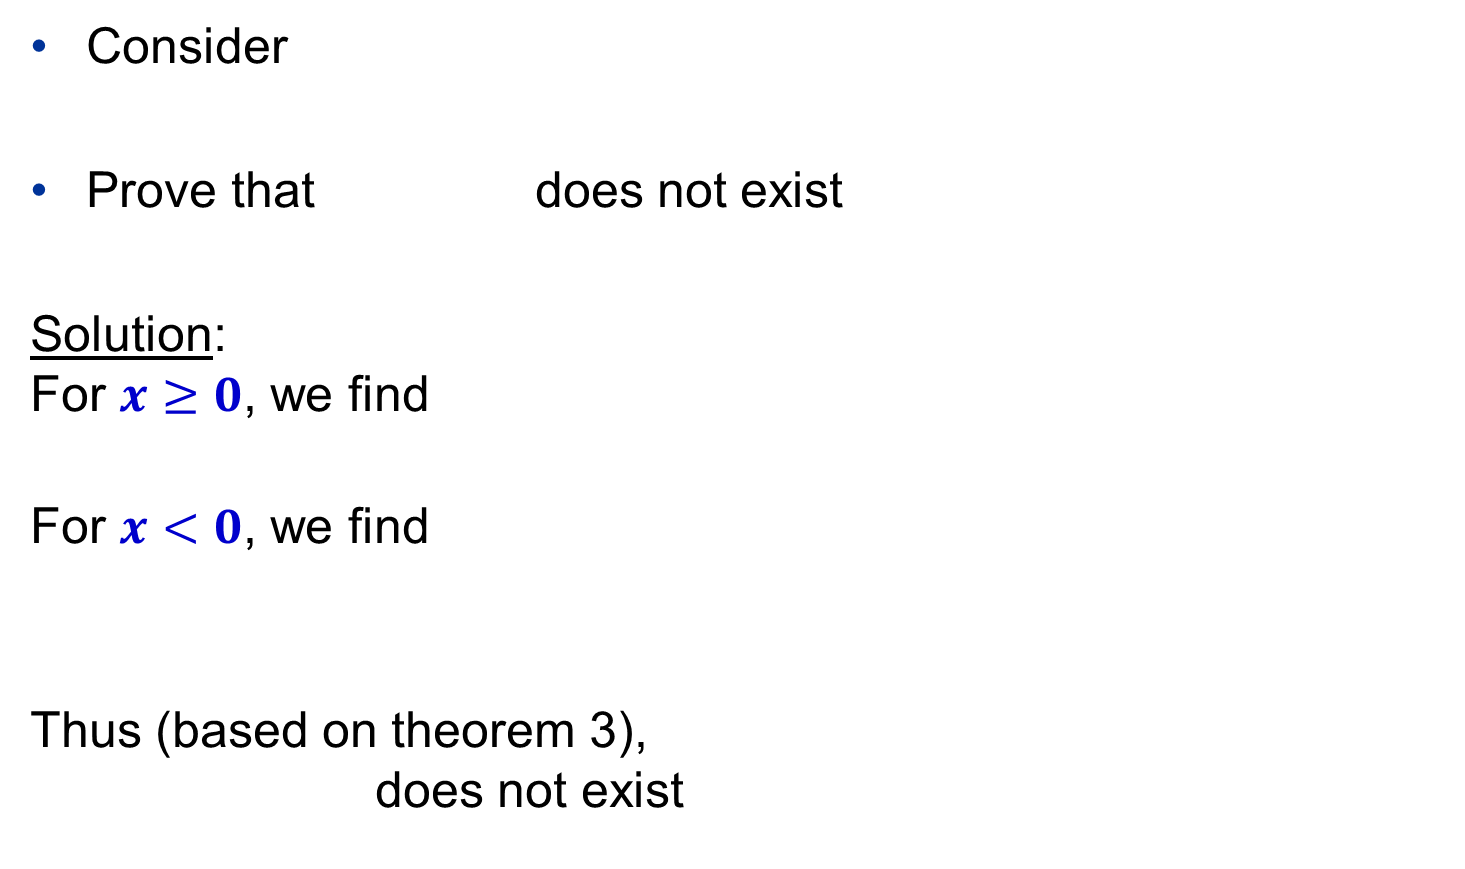 • Consider
• Prove that does not exist
Solution:
For x ≥ 0, we find
For x < 0, we find
Thus (based on theorem 3),
does not exist